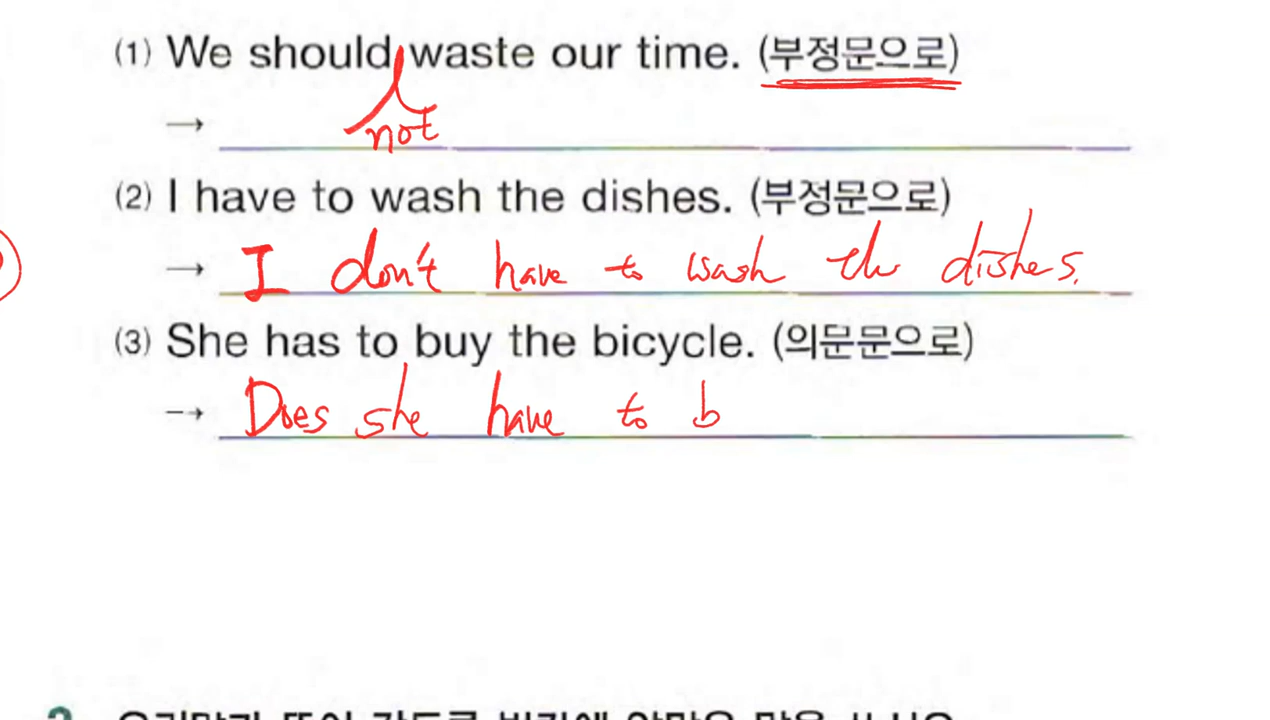 (1) We should waste our time. (부정문으로)
→ not
(2) I have to wash the dishes. (부정문으로)
→ I don't have to wash the dishes.
(3) She has to buy the bicycle. (의문문으로)
→ Does she have to b